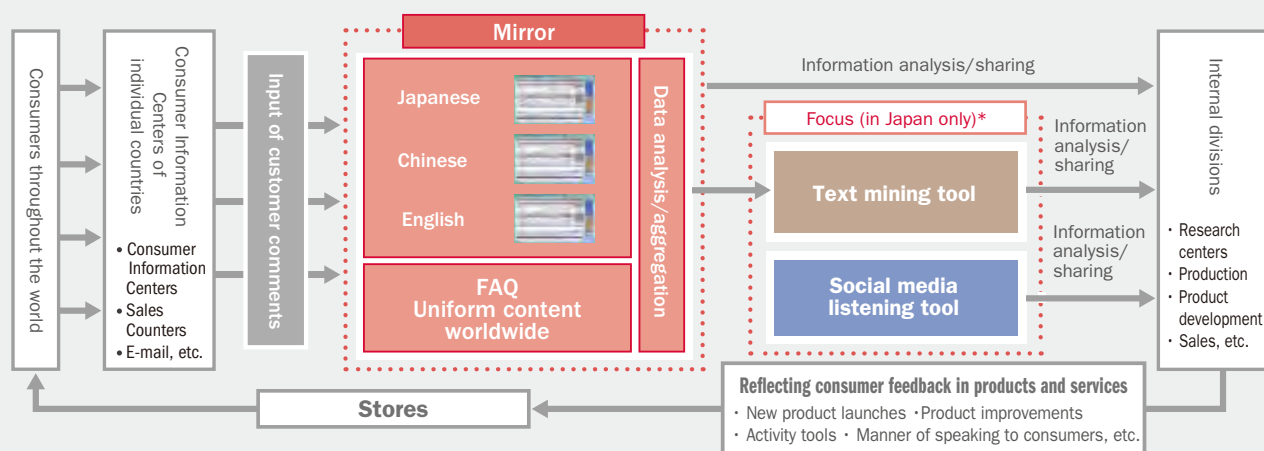 Consumers throughout the world
Consumer Information
Centers of
individual countries
• Consumer
Information
Centers
• Sales
Counters
• E-mail, etc.
Input of customer comments
Mirror
Japanese
Chinese
English
FAQ
Uniform content
worldwide
Data analysis/aggregation
Information analysis/sharing
Focus (in Japan only)*
Text mining tool
Social media
listening tool
Information
analysis/
sharing
Information
analysis/
sharing
Internal divisions
・Research
centers
・Production
・Product
development
・Sales, etc.
Reflecting consumer feedback in products and services
・New product launches ・Product improvements
・Activity tools ・Manner of speaking to consumers, etc.
Stores